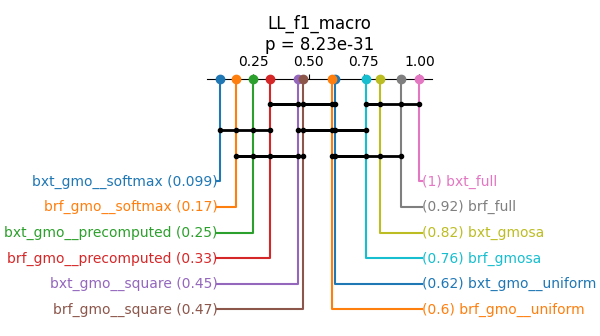 LL_f1_macro
p = 8.23e-31
0.25 0.50 0.75 1.00
bxt_gmo__softmax (0.099) (1) bxt_full
brf_gmo__softmax (0.17) (0.92) brf_full
bxt_gmo__precomputed (0.25) (0.82) bxt_gmosa
brf_gmo__precomputed (0.33) (0.76) brf_gmosa
bxt_gmo__square (0.45) (0.62) bxt_gmo__uniform
brf_gmo__square (0.47) (0.6) brf_gmo__uniform